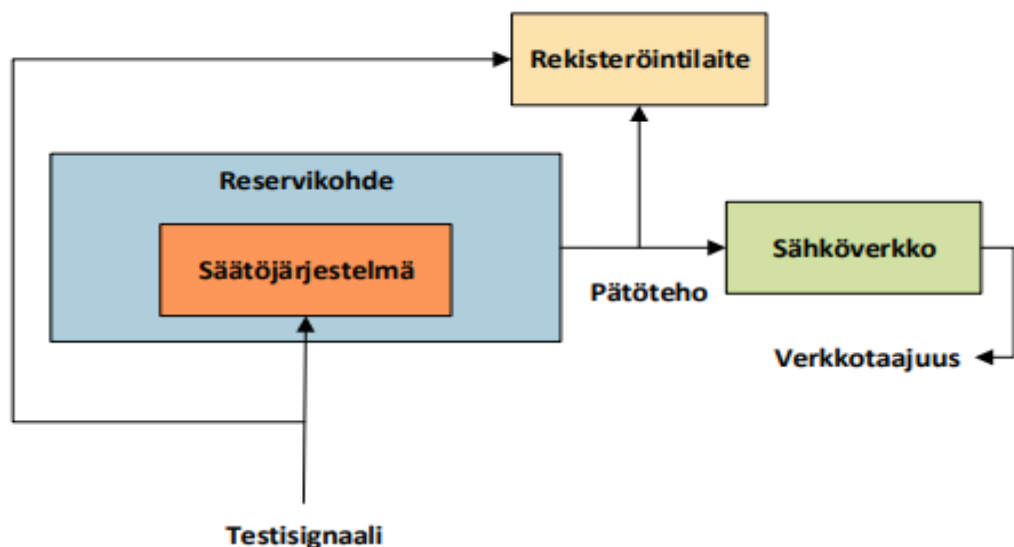 Rekisteröintilaite
Reservikohde
Säätöjärjestelmä
Sähköverkko
Pätöteho
Verkkotaajuus
Testisignaali